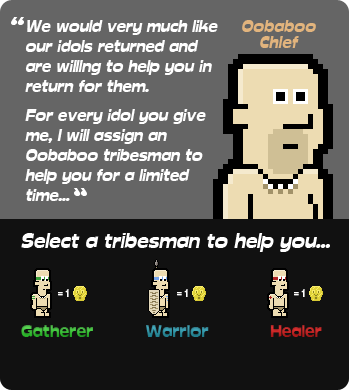 “We would very much like
our idols returned and
are willing to help you in
return for them.
For every idol you give
me, I will assign an
Oobaboo tribesman to
help you for a limited
time...”
Oobaboo
Chief
Select a tribesman to help you...
= 1
= 1
= 1
Gatherer
Warrior
Healer